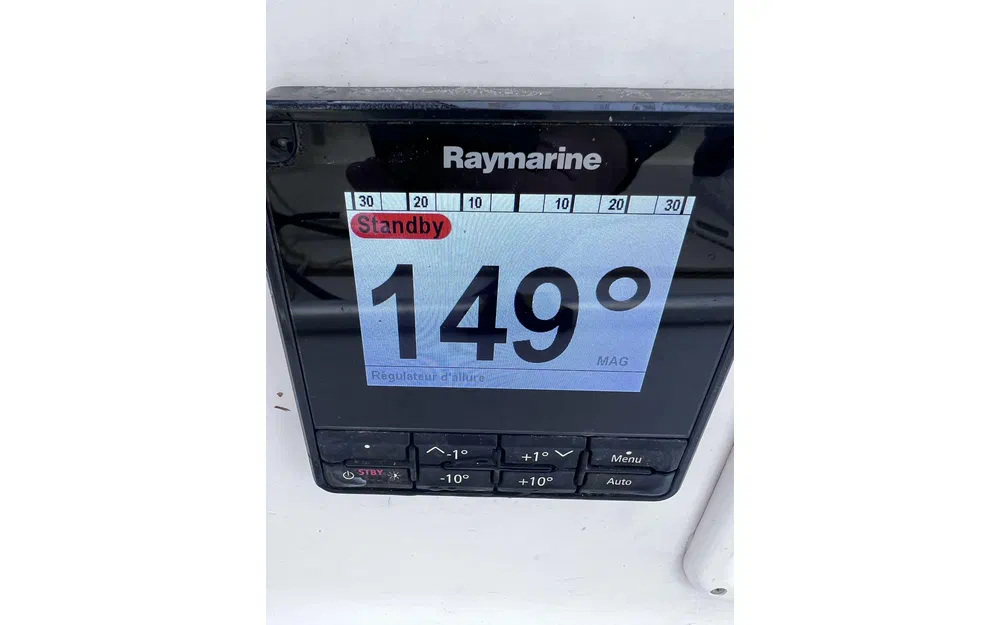 Raymarine
30 20 10 10 20 30
Standby
149°
MAG
Régulateur d'allure
-1° +1° Menu
STBY -10° +10° Auto